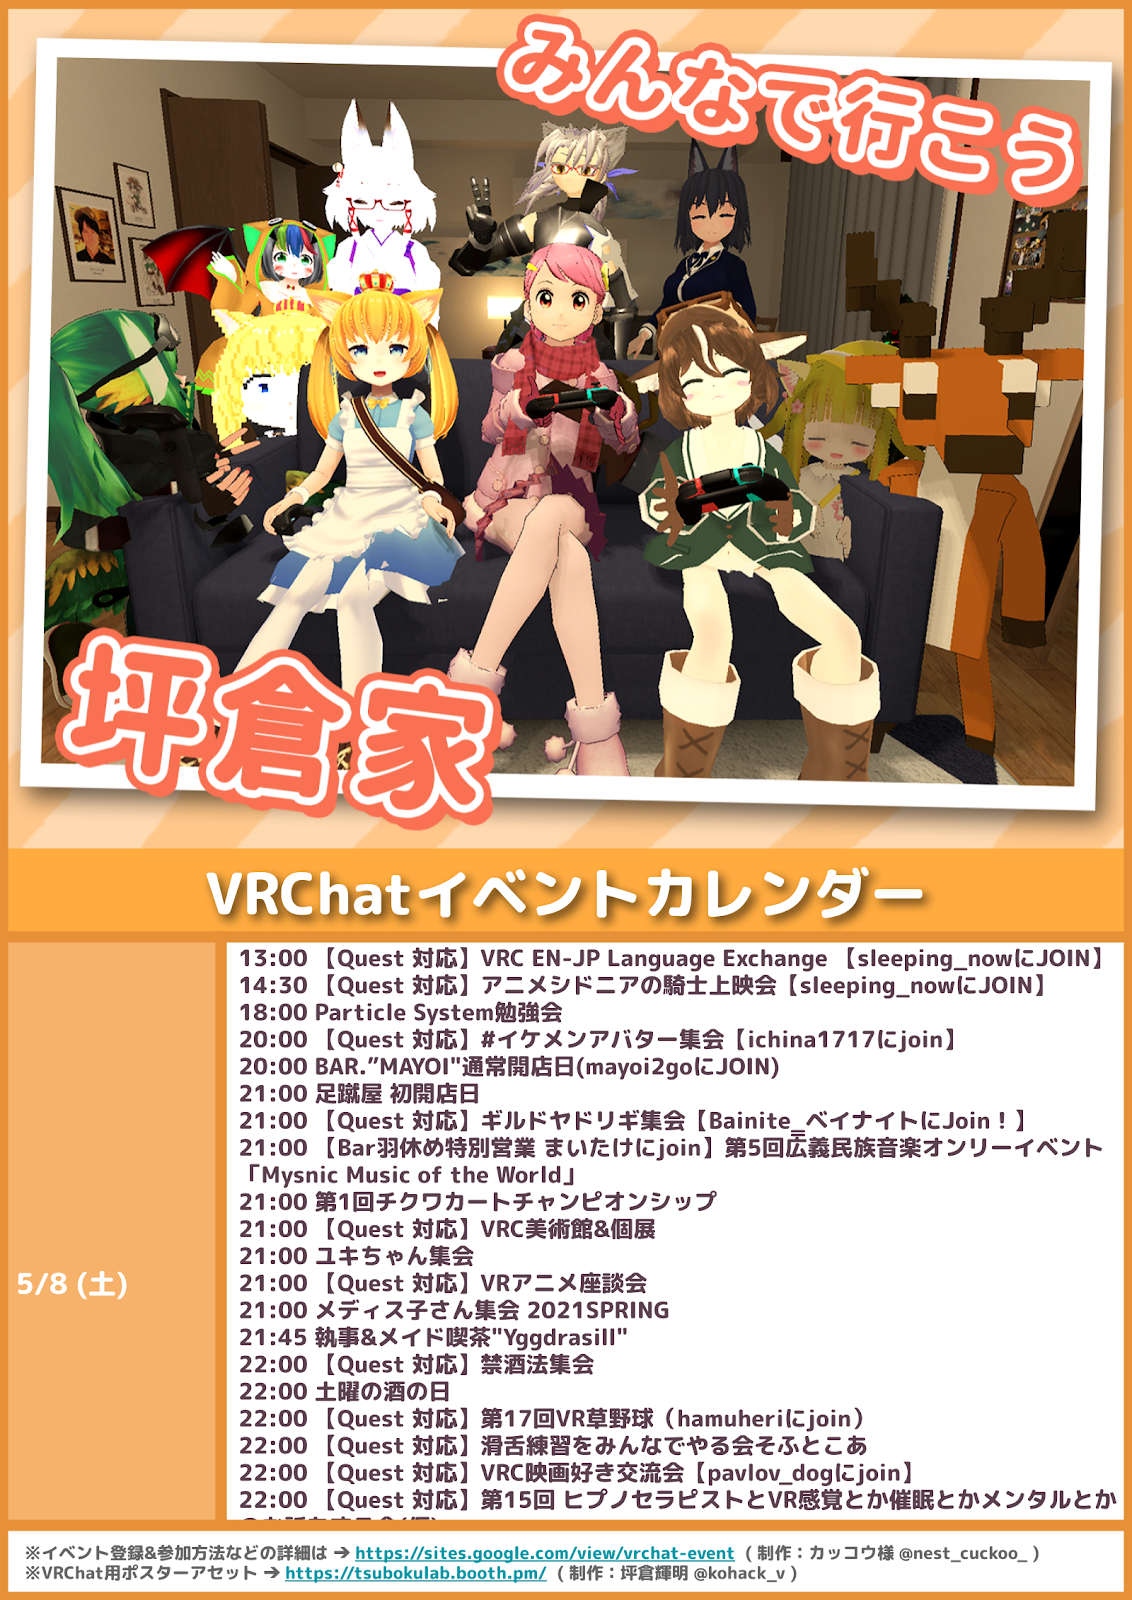 みんなで行こう
坪倉家
VRChatイベントカレンダー
5/8 (土)
13:00 【Quest 対応】VRC EN-JP Language Exchange 【sleeping_nowにJOIN】
14:30 【Quest 対応】アニメシドニアの騎士上映会【sleeping_nowにJOIN】
18:00 Particle System勉強会
20:00 【Quest 対応】#イケメンアバター集会【ichina1717にjoin】
20:00 BAR.”MAYOI"通常開店日(mayoi2goにJOIN)
21:00 足蹴屋 初開店日
21:00 【Quest 対応】ギルドヤドリギ集会【Bainite‗ベイナイトにJoin！】
21:00 【Bar羽休め特別営業 まいたけにjoin】第5回広義民族音楽オンリーイベント
「Mysnic Music of the World」
21:00 第1回チクワカートチャンピオンシップ
21:00 【Quest 対応】VRC美術館&個展
21:00 ユキちゃん集会
21:00 【Quest 対応】VRアニメ座談会
21:00 メディス子さん集会 2021SPRING
21:45 執事&メイド喫茶"Yggdrasill"
22:00 【Quest 対応】禁酒法集会
22:00 土曜の酒の日
22:00 【Quest 対応】第17回VR草野球（hamuheriにjoin）
22:00 【Quest 対応】滑舌練習をみんなでやる会そふとこあ
22:00 【Quest 対応】VRC映画好き交流会【pavlov_dogにjoin】
22:00 【Quest 対応】第15回 ヒプノセラピストとVR感覚とか催眠とかメンタルとか
※イベント登録&参加方法などの詳細は ➔ https://sites.google.com/view/vrchat-event ( 制作：カッコウ様 @nest_cuckoo_ )
※VRChat用ポスターアセット ➔ https://tsubokulab.booth.pm/ ( 制作：坪倉輝明 @kohack_v )